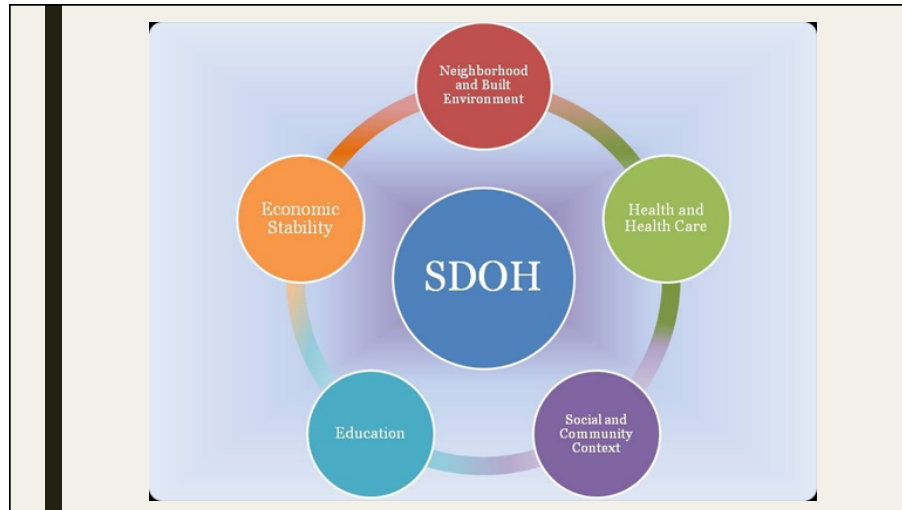 Neighborhood
and Built
Environment
Economic
Stability
Health and
Health Care
SDOH
Education
Social and
Community
Context